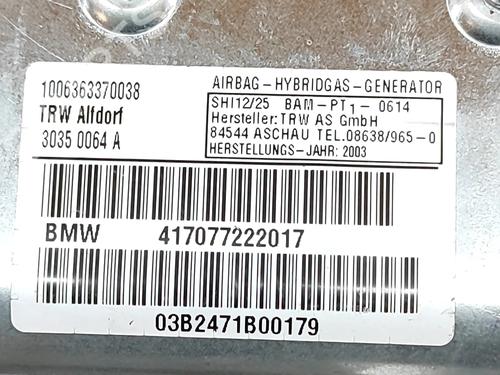 1006363370038
TRW Alfdorf
3035 0064 A
AIRBAG-HYBRIDGAS-GENERATOR
SHI12/25 BAM-PT1-0614
Hersteller:TRW AS GmbH
84544 ASCHAU TEL.08638/965-0
HERSTELLUNGS-JAHR: 2003
BMW 417077222017
03B2471B00179